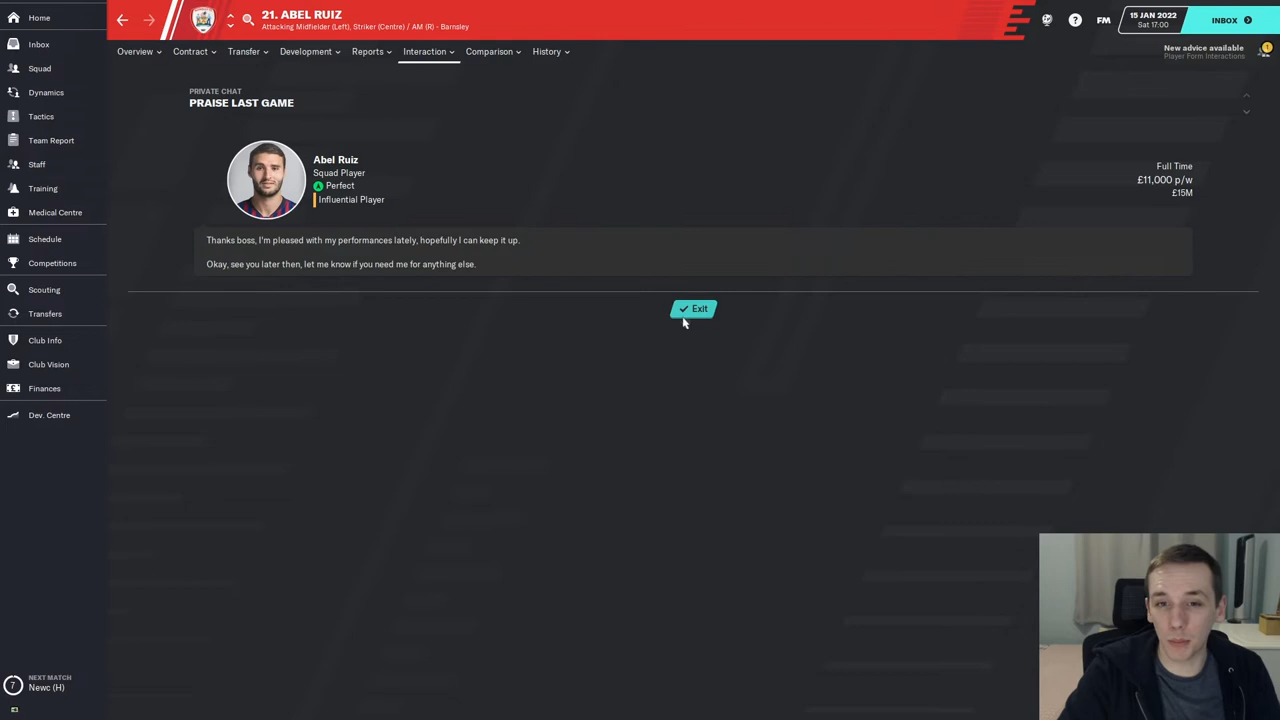 Home
21. ABEL RUIZ
Attacking Midfielder (Left), Striker (Centre) / AM (R) - Barnsley
FM
15 JAN 2022
Sat 17:00
INBOX
Inbox
Squad
Dynamics
Tactics
Team Report
Staff
Training
Medical Centre
Schedule
Competitions
Scouting
Transfers
Club Info
Club Vision
Finances
Dev. Centre
Overview
Contract
Transfer
Development
Reports
Interaction
Comparison
History
New advice available
Player Form Interactions
1
PRIVATE CHAT
PRAISE LAST GAME
Abel Ruiz
Squad Player
Perfect
Influential Player
Full Time
£11,000 p/w
£15M
Thanks boss, I'm pleased with my performances lately, hopefully I can keep it up.
Okay, see you later then, let me know if you need me for anything else.
Exit
7
NEXT MATCH
Newc (H)